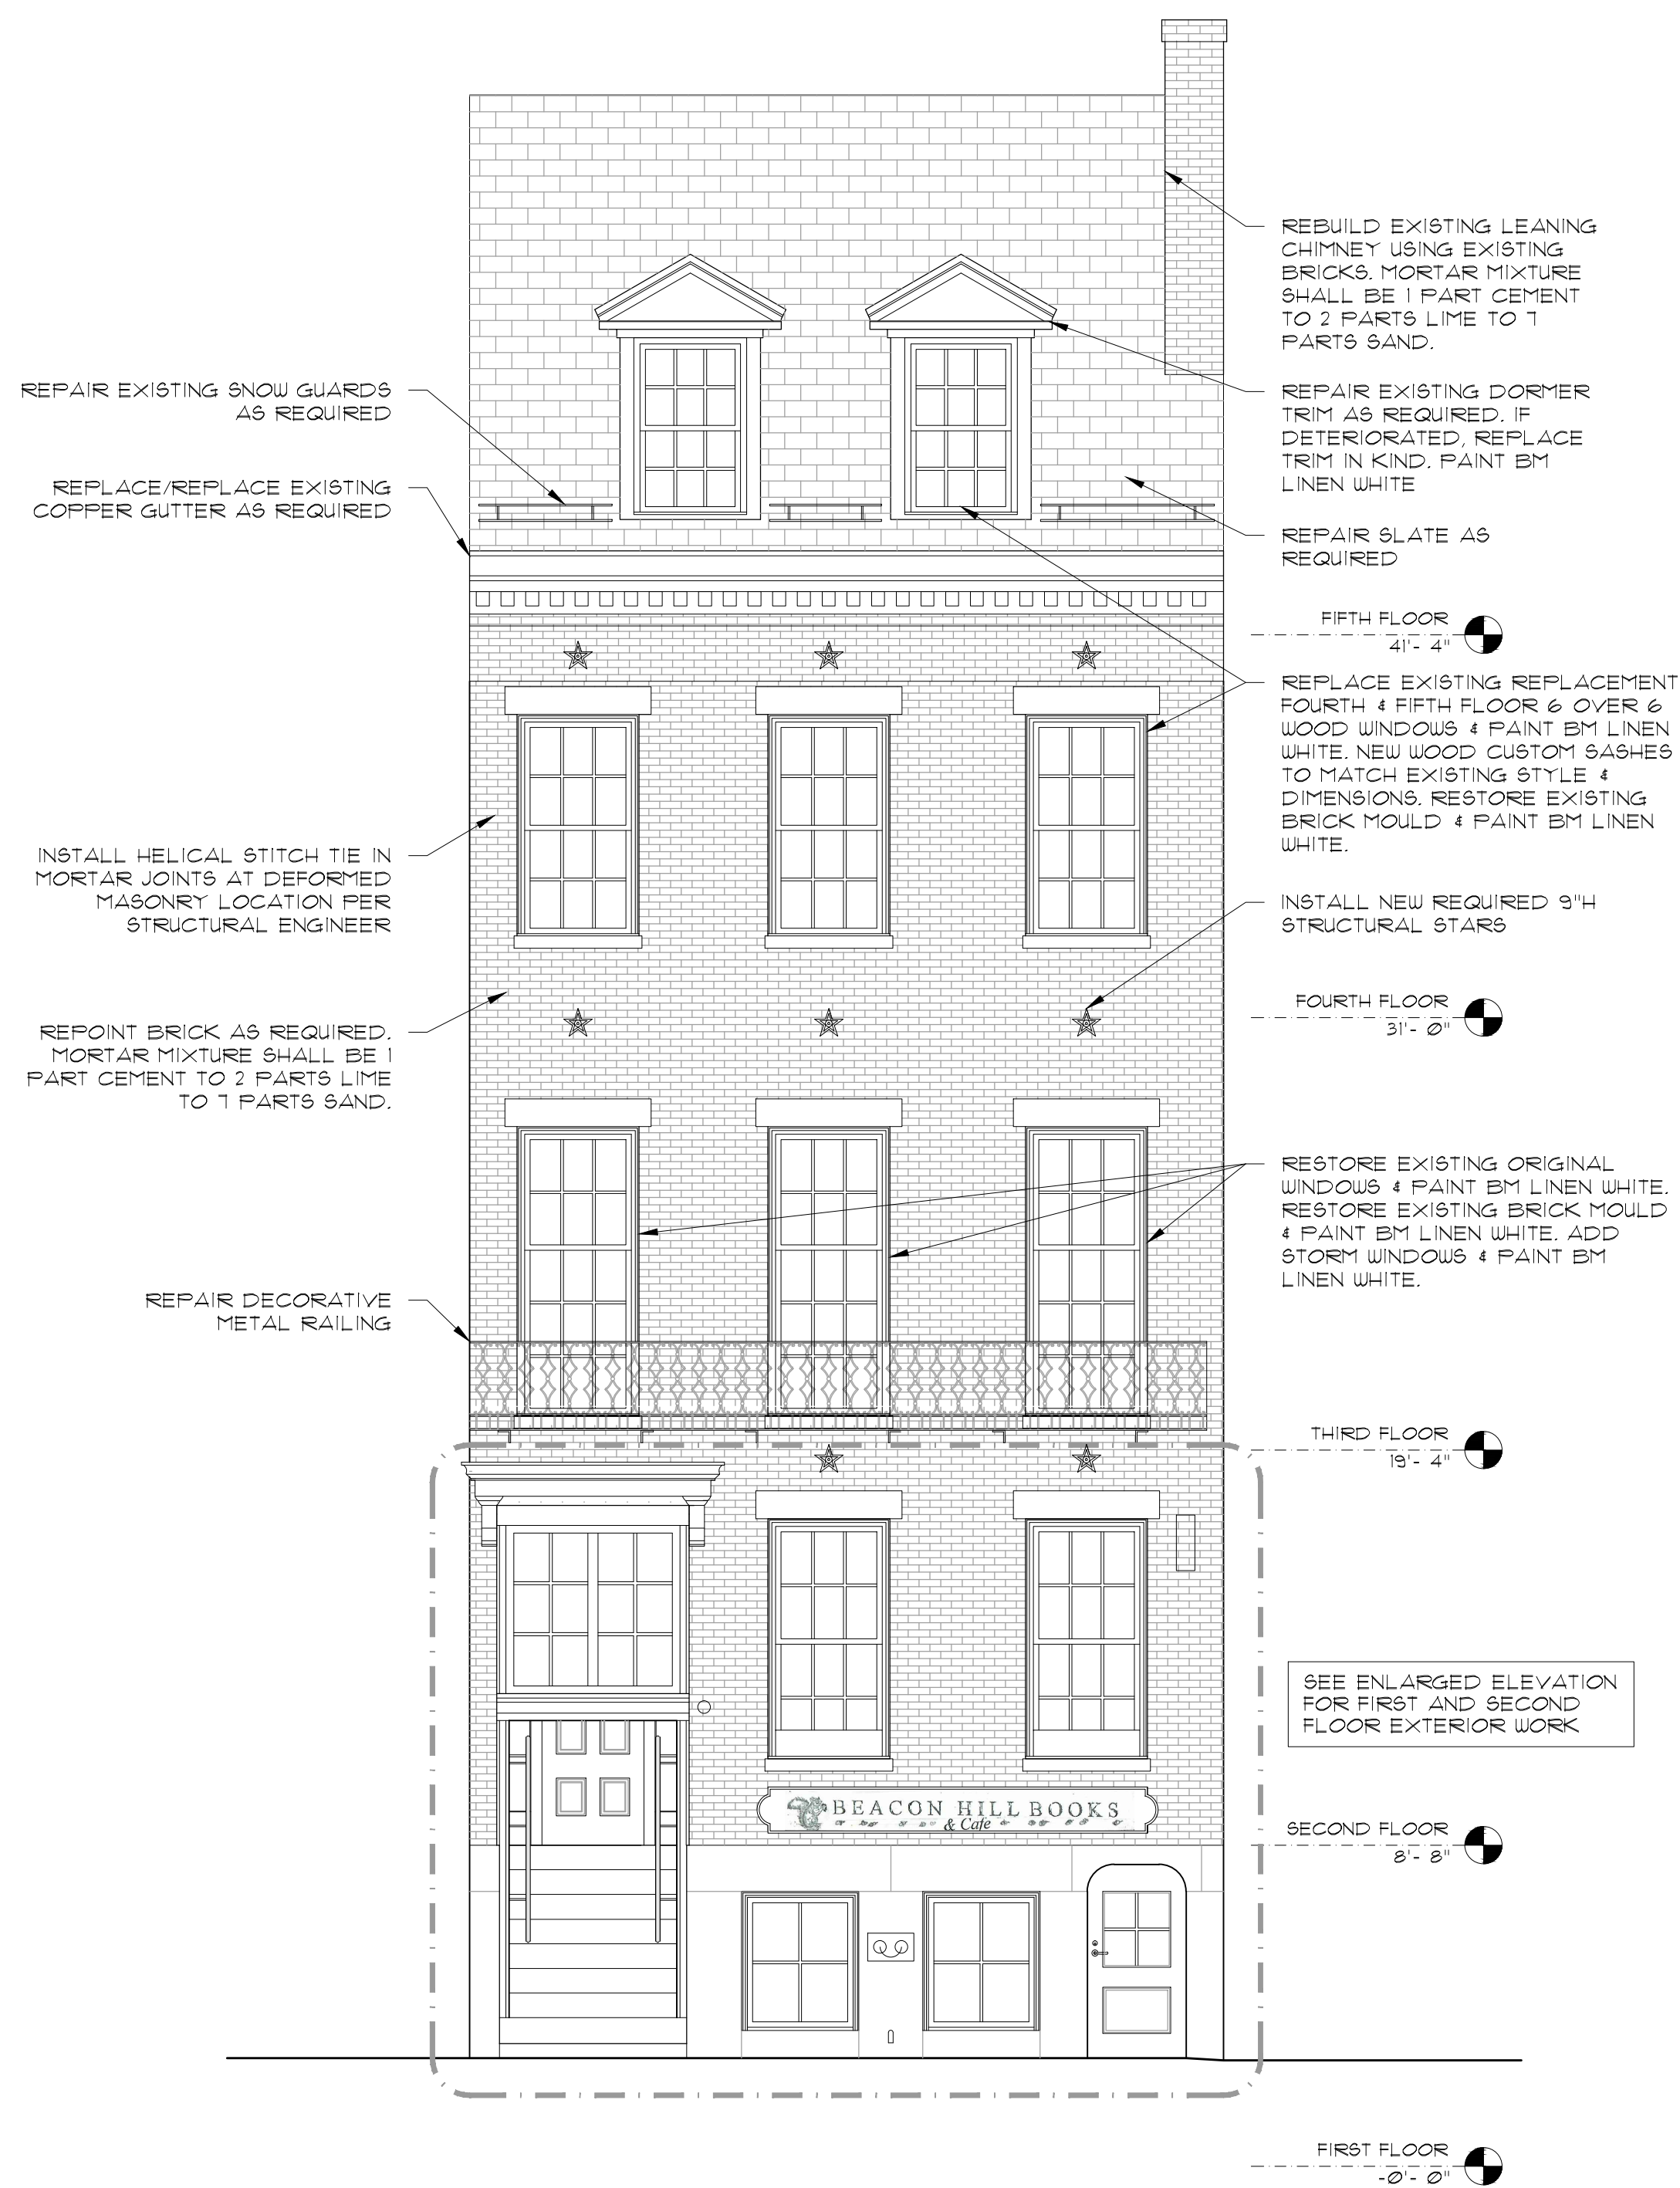 REBUILD EXISTING LEANING
CHIMNEY USING EXISTING
BRICKS. MORTAR MIXTURE
SHALL BE 1 PART CEMENT
TO 2 PARTS LIME TO 7
PARTS SAND.
REPAIR EXISTING SNOW GUARDS
AS REQUIRED
REPAIR EXISTING DORMER
TRIM AS REQUIRED. IF
DETERIORATED, REPLACE
TRIM IN KIND. PAINT BM
LINEN WHITE
REPLACE/REPLACE EXISTING
COPPER GUTTER AS REQUIRED
REPAIR SLATE AS
REQUIRED
FIFTH FLOOR
41'- 4"
REPLACE EXISTING REPLACEMENT
FOURTH & FIFTH FLOOR 6 OVER 6
WOOD WINDOWS & PAINT BM LINEN
WHITE. NEW WOOD CUSTOM SASHES
TO MATCH EXISTING STYLE &
DIMENSIONS. RESTORE EXISTING
BRICK MOULD & PAINT BM LINEN
WHITE.
INSTALL HELICAL STITCH TIE IN
MORTAR JOINTS AT DEFORMED
MASONRY LOCATION PER
STRUCTURAL ENGINEER
INSTALL NEW REQUIRED 9"H
STRUCTURAL STARS
FOURTH FLOOR
31'- 0"
REPOINT BRICK AS REQUIRED.
MORTAR MIXTURE SHALL BE 1
PART CEMENT TO 2 PARTS LIME
TO 7 PARTS SAND.
RESTORE EXISTING ORIGINAL
WINDOWS & PAINT BM LINEN WHITE.
RESTORE EXISTING BRICK MOULD
& PAINT BM LINEN WHITE. ADD
STORM WINDOWS & PAINT BM
LINEN WHITE.
REPAIR DECORATIVE
METAL RAILING
THIRD FLOOR
19'- 4"
SEE ENLARGED ELEVATION
FOR FIRST AND SECOND
FLOOR EXTERIOR WORK
BEACON HILL BOOKS
& Cafe
SECOND FLOOR
8'- 8"
FIRST FLOOR
-0'- 0"